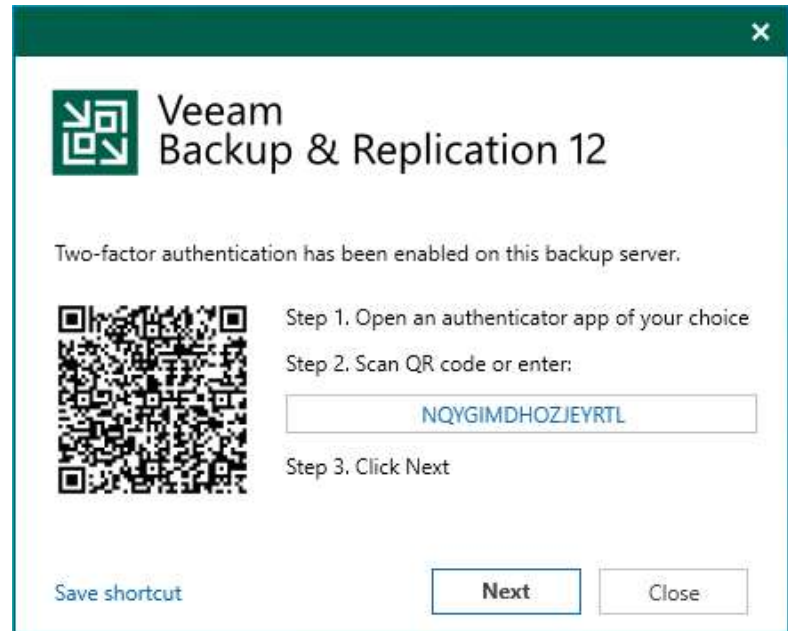 Veeam
Backup & Replication 12
Two-factor authentication has been enabled on this backup server.
Step 1. Open an authenticator app of your choice
Step 2. Scan QR code or enter:
NQYGIMDHOZJEYRTL
Step 3. Click Next
Save shortcut
Next
Close